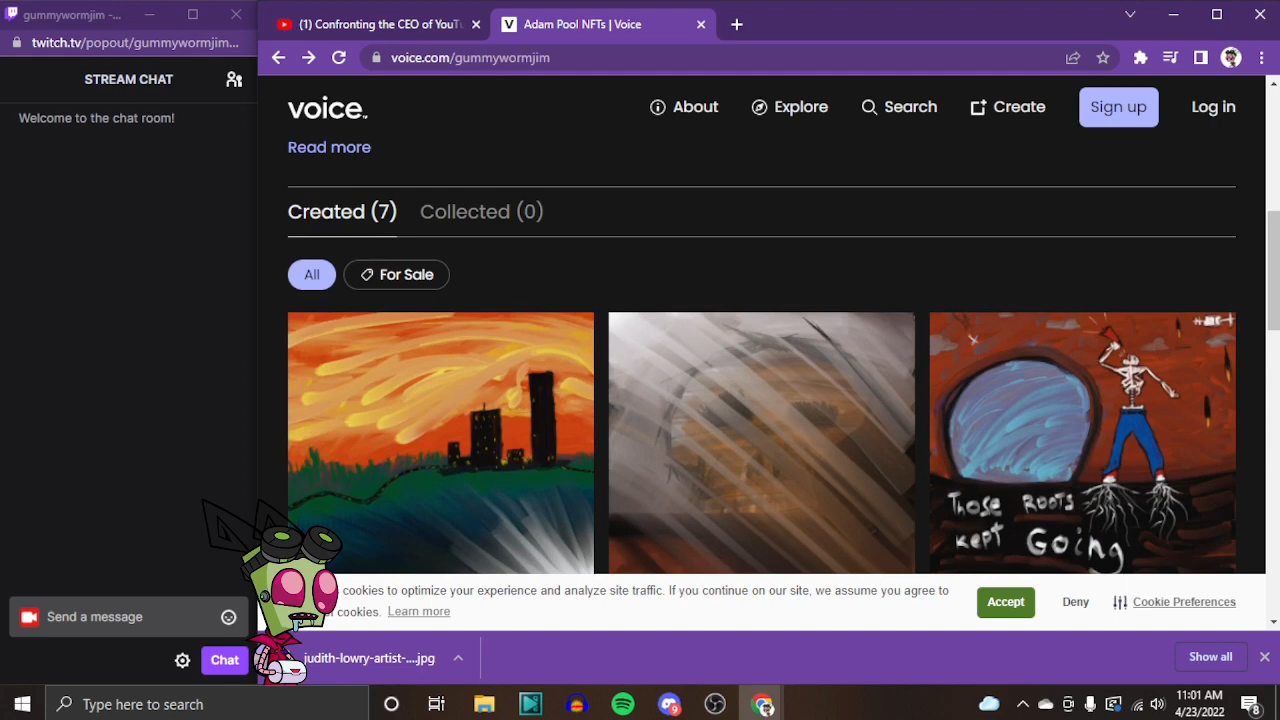 gummywormjim -...
twitch.tv/popout/gummywormjim...
STREAM CHAT
Welcome to the chat room!
Send a message
Chat
(1) Confronting the CEO of YouTu
Adam Pool NFTs | Voice
voice.com/gummywormjim
voice.
About
Explore
Search
Create
Sign up
Log in
Read more
Created (7)
Collected (0)
All
For Sale
Those Roots
kept Going
cookies to optimize your experience and analyze site traffic. If you continue on our site, we assume you agree to
cookies. Learn more
Accept
Deny
Cookie Preferences
judith-lowry-artist-....jpg
Show all
Type here to search
9
11:01 AM
4/23/2022
8